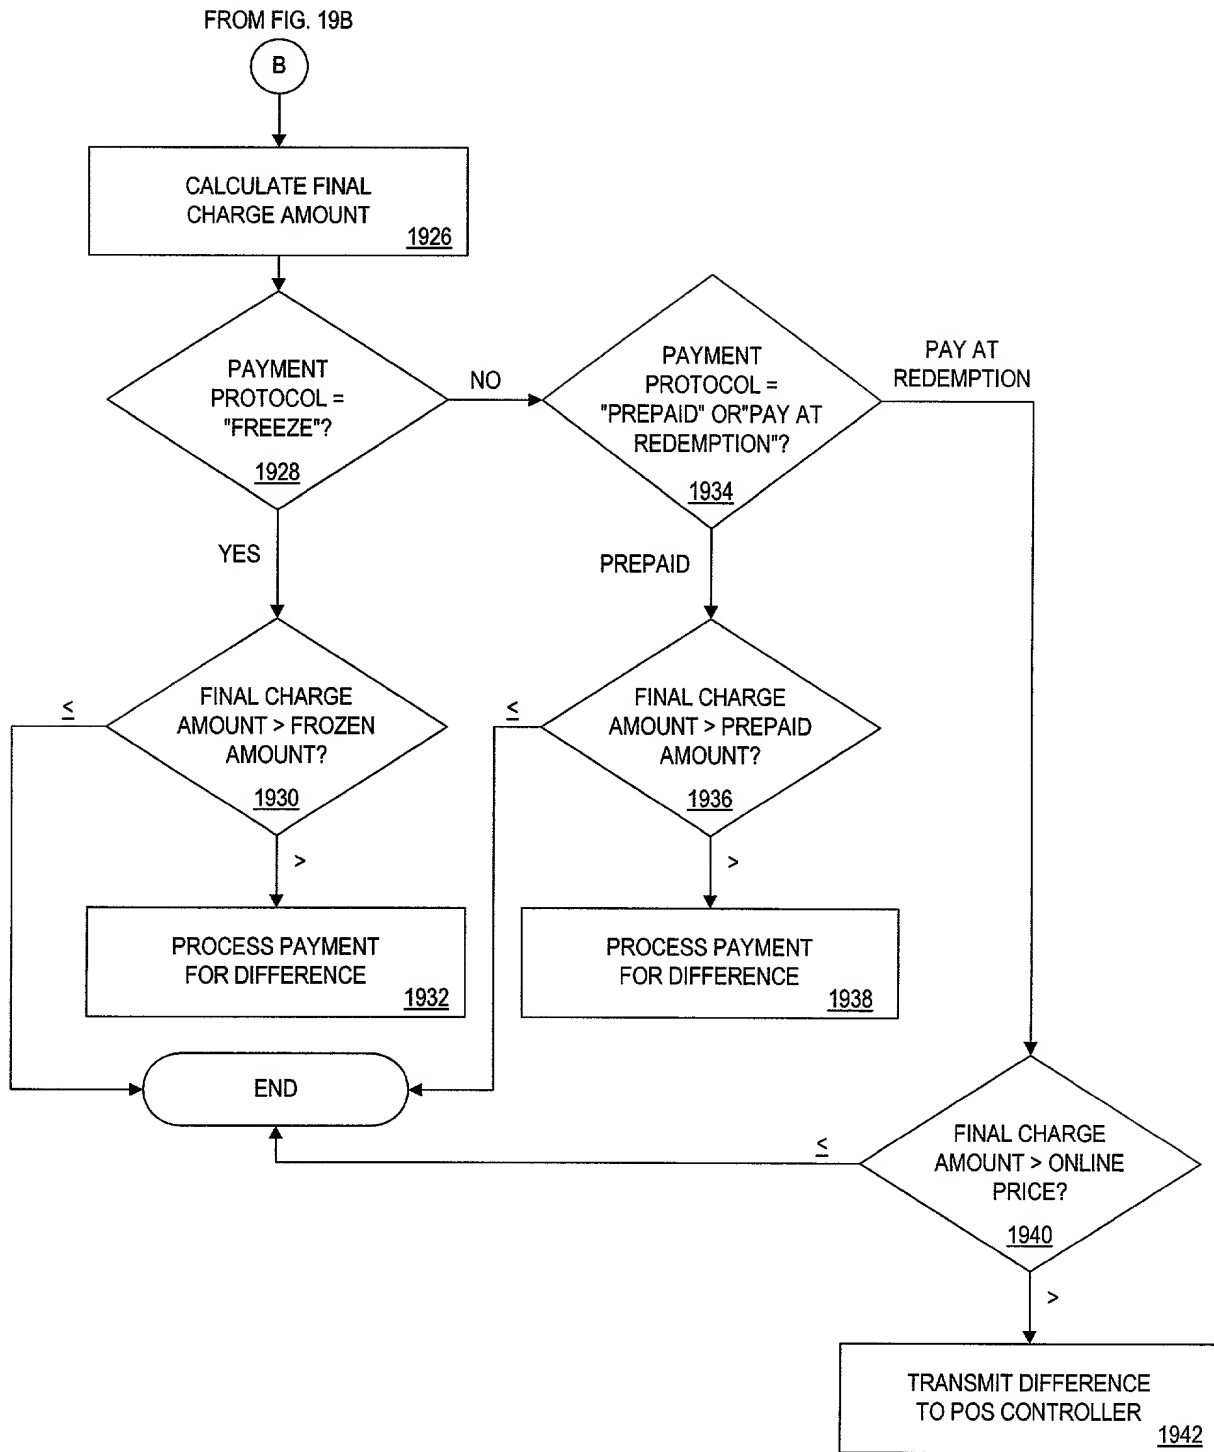 FROM FIG. 19B
B
CALCULATE FINAL
CHARGE AMOUNT
1926
PAYMENT
PROTOCOL =
"FREEZE"?
1928
NO
PAYMENT
PROTOCOL =
"PREPAID" OR"PAY AT
REDEMPTION"?
1934
PAY AT
REDEMPTION
YES
PREPAID
≤
FINAL CHARGE
AMOUNT > FROZEN
AMOUNT?
1930
≤
FINAL CHARGE
AMOUNT > PREPAID
AMOUNT?
1936
>
>
PROCESS PAYMENT
FOR DIFFERENCE
1932
PROCESS PAYMENT
FOR DIFFERENCE
1938
END
≤
FINAL CHARGE
AMOUNT > ONLINE
PRICE?
1940
>
TRANSMIT DIFFERENCE
TO POS CONTROLLER
1942